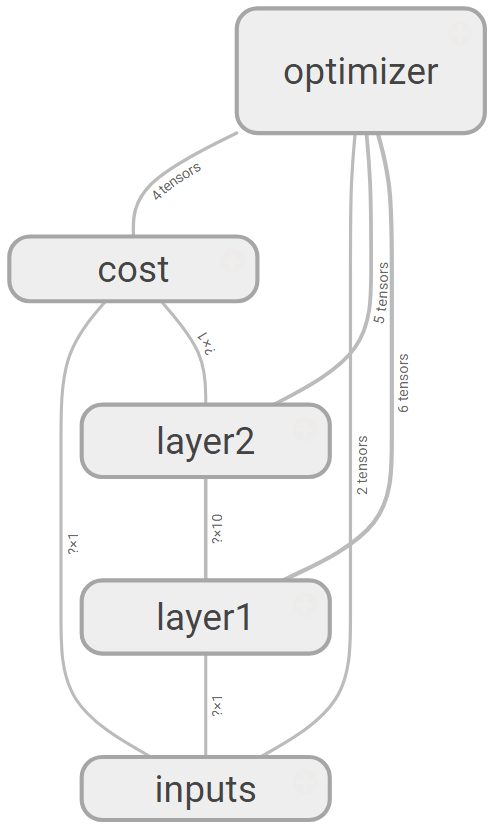 optimizer
4 tensors
cost
?×1
5 tensors
6 tensors
layer2
2 tensors
?×10
?×1
layer1
?×1
inputs